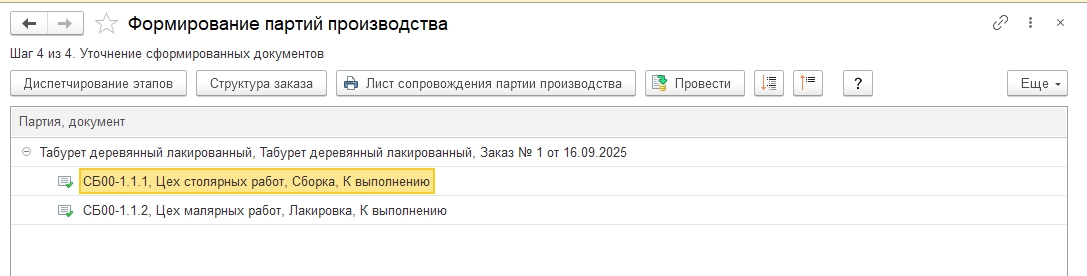 Формирование партий производства
Шаг 4 из 4. Уточнение сформированных документов
Диспетчирование этапов Структура заказа Лист сопровождения партии производства Провести ? Еще
Партия, документ
Табурет деревянный лакированный, Табурет деревянный лакированный, Заказ № 1 от 16.09.2025
СБ00-1.1.1, Цех столярных работ, Сборка, К выполнению
СБ00-1.1.2, Цех малярных работ, Лакировка, К выполнению